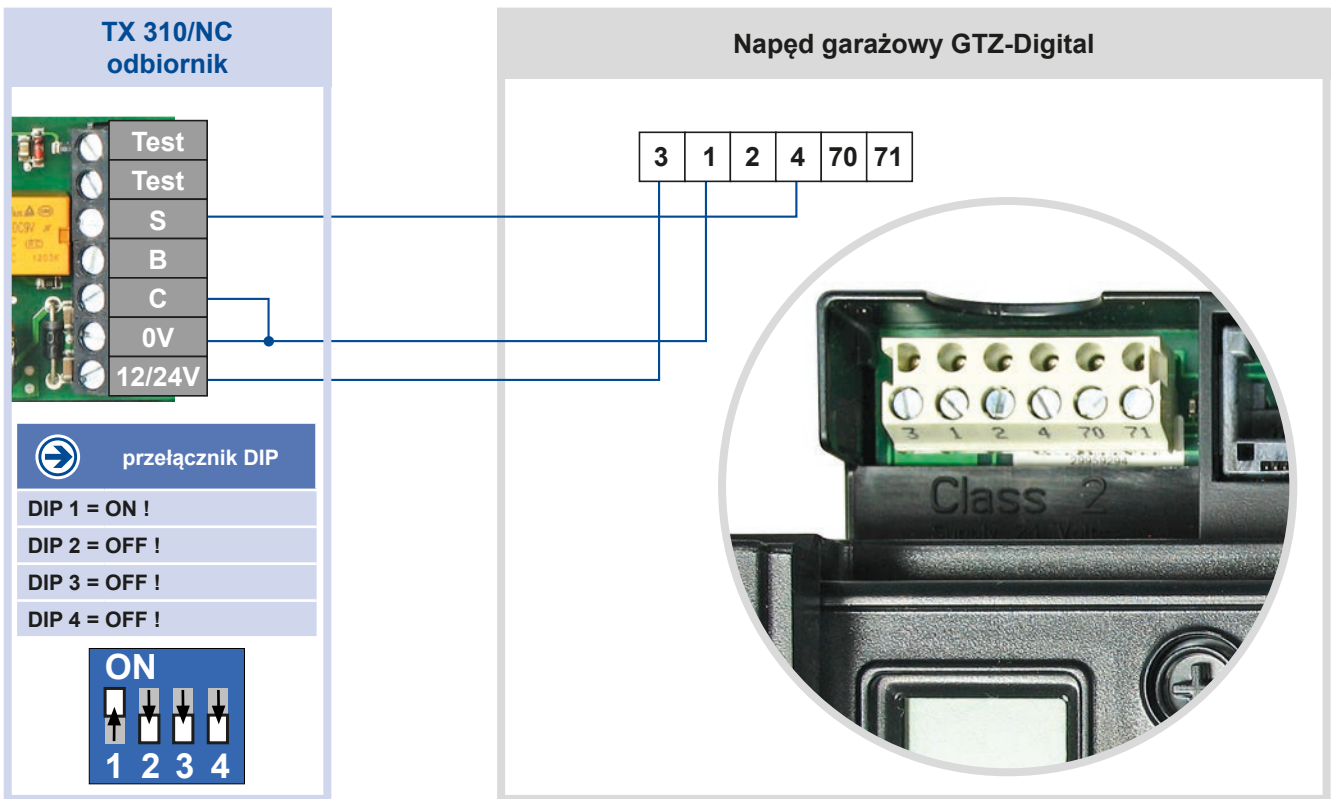 TX 310/NC
odbiornik
Test
Test
S
B
C
0V
12/24V
przełącznik DIP
DIP 1 = ON !
DIP 2 = OFF !
DIP 3 = OFF !
DIP 4 = OFF !
ON
1 2 3 4
Napęd garażowy GTZ-Digital
3 1 2 4 70 71
3 1 2 4 70 71
Class 2